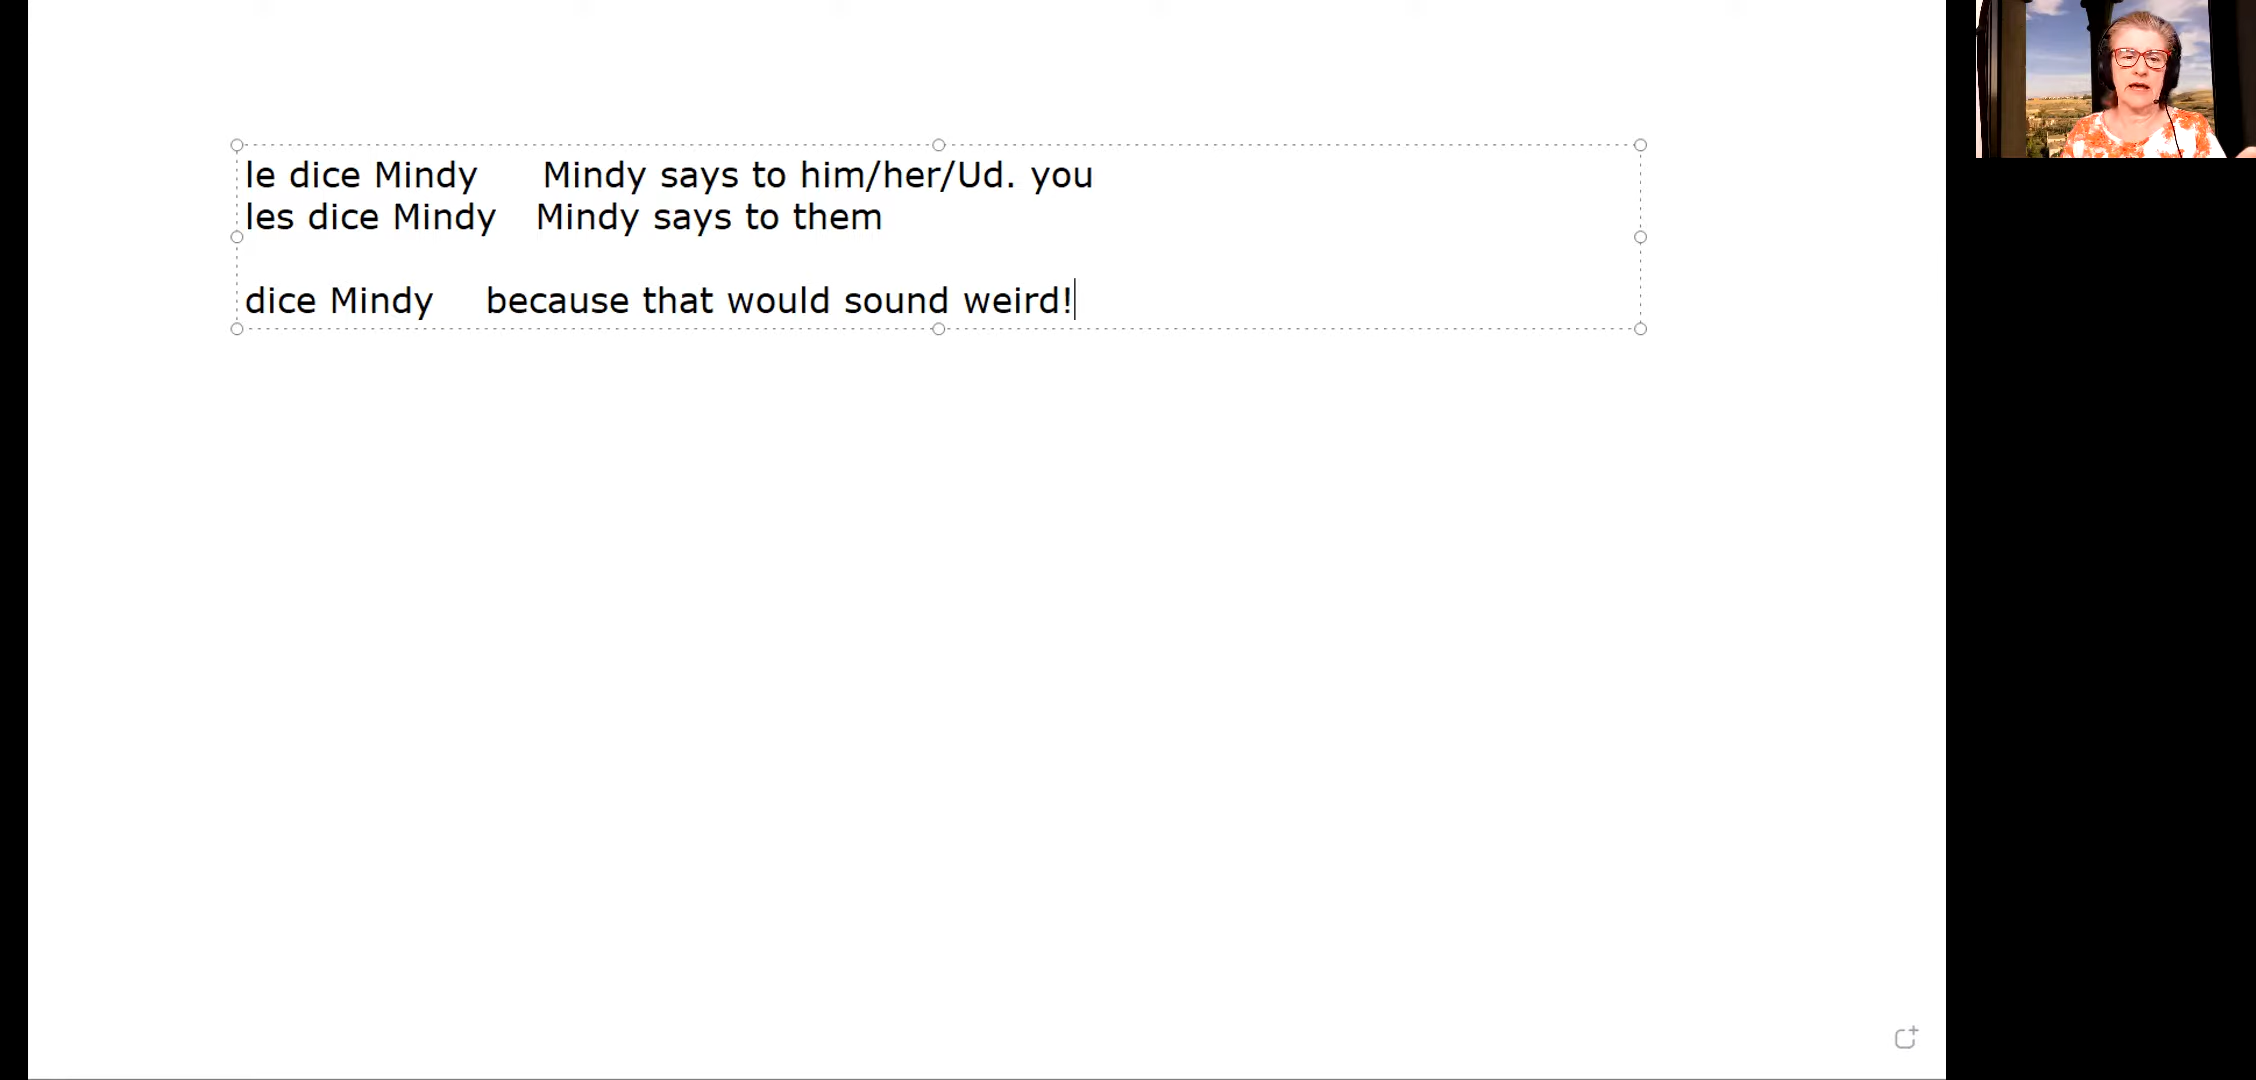 le dice Mindy Mindy says to him/her/Ud. you
les dice Mindy Mindy says to them
dice Mindy because that would sound weird!